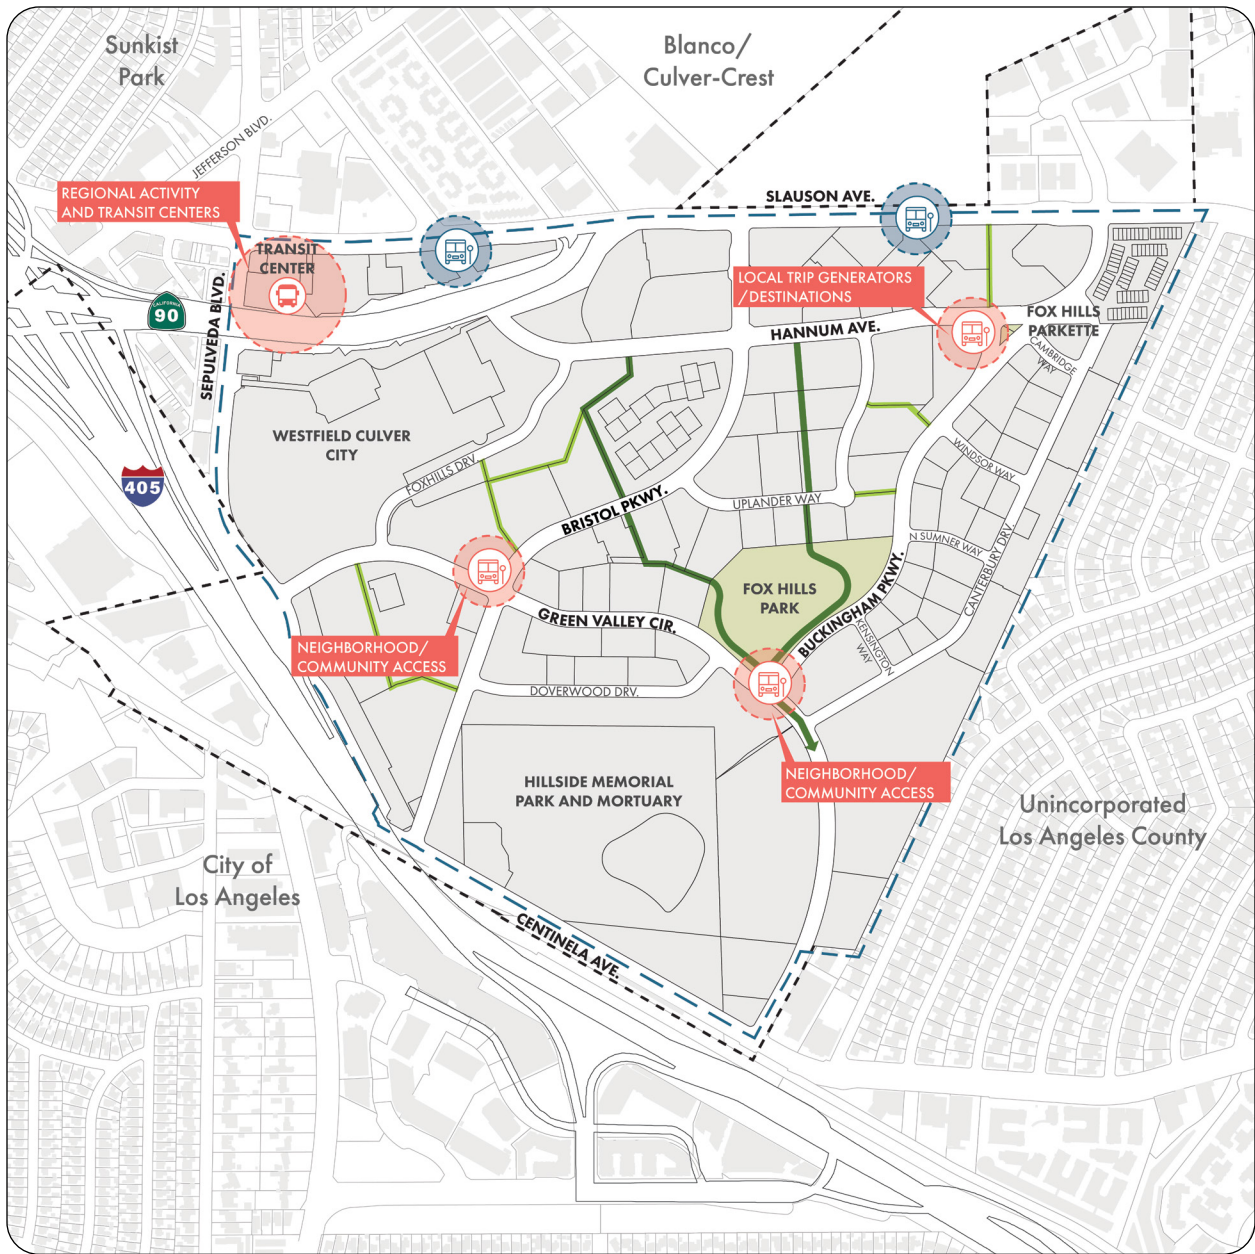 Sunkist
Park
Blanco/
Culver-Crest
JEFFERSON BLVD.
REGIONAL ACTIVITY
AND TRANSIT CENTERS
SLAUSON AVE.
TRANSIT
CENTER
LOCAL TRIP GENERATORS
/DESTINATIONS
CALIFORNIA
90
SEPULVEDA BLVD.
HANNUM AVE.
FOX HILLS
PARKETTE
CAMBRIDGE
WAY
WESTFIELD CULVER
CITY
FOXHILLS DRV.
405
WINDSOR WAY
BRISTOL PKWY.
UPLANDER WAY
N SUMNER WAY
CANTERBURY DRV.
FOX HILLS
PARK
BUCKINGHAM PKWY.
GREEN VALLEY CIR.
KENSINGTON
WAY
NEIGHBORHOOD/
COMMUNITY ACCESS
DOVERWOOD DRV.
NEIGHBORHOOD/
COMMUNITY ACCESS
HILLSIDE MEMORIAL
PARK AND MORTUARY
Unincorporated
Los Angeles County
City of
Los Angeles
CENTINELA AVE.